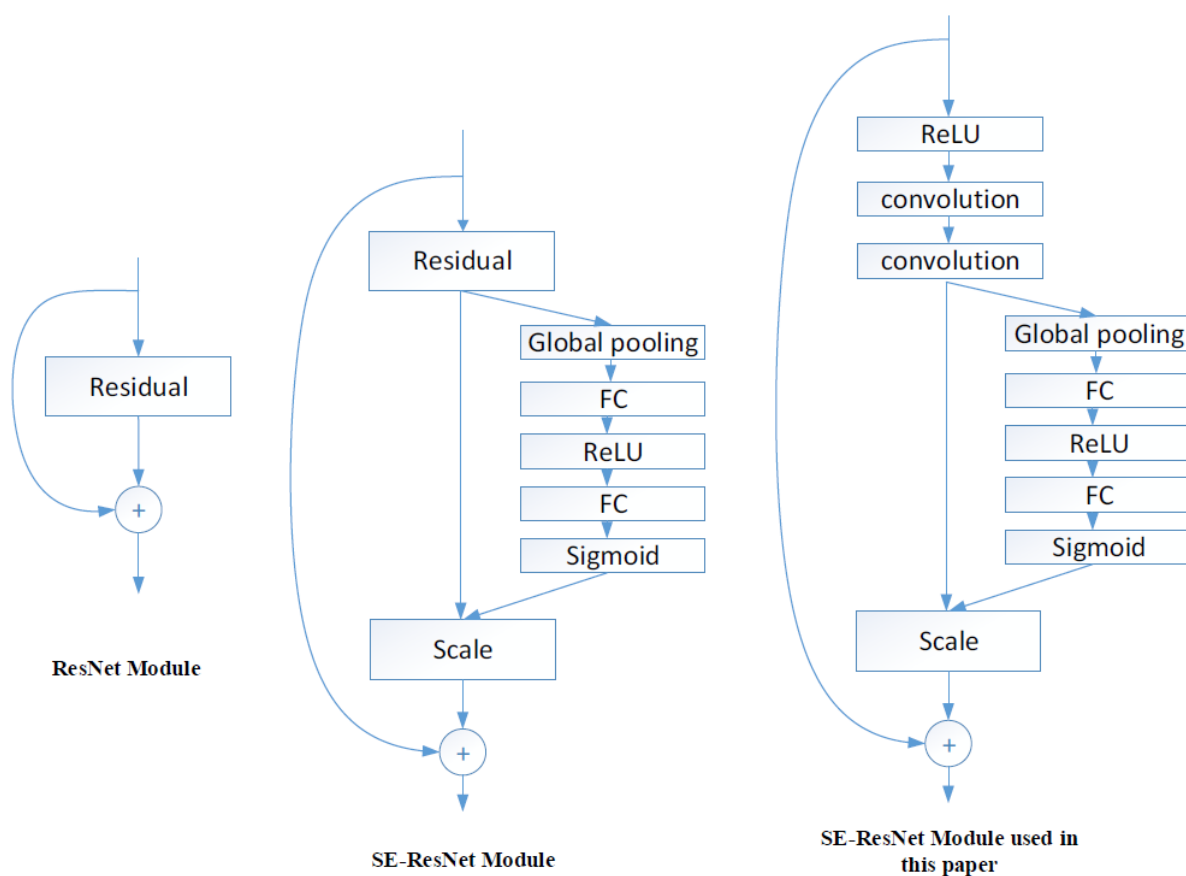 Residual
+
ResNet Module
Residual
Global pooling
FC
ReLU
FC
Sigmoid
Scale
+
SE-ResNet Module
ReLU
convolution
convolution
Global pooling
FC
ReLU
FC
Sigmoid
Scale
+
SE-ResNet Module used in
this paper